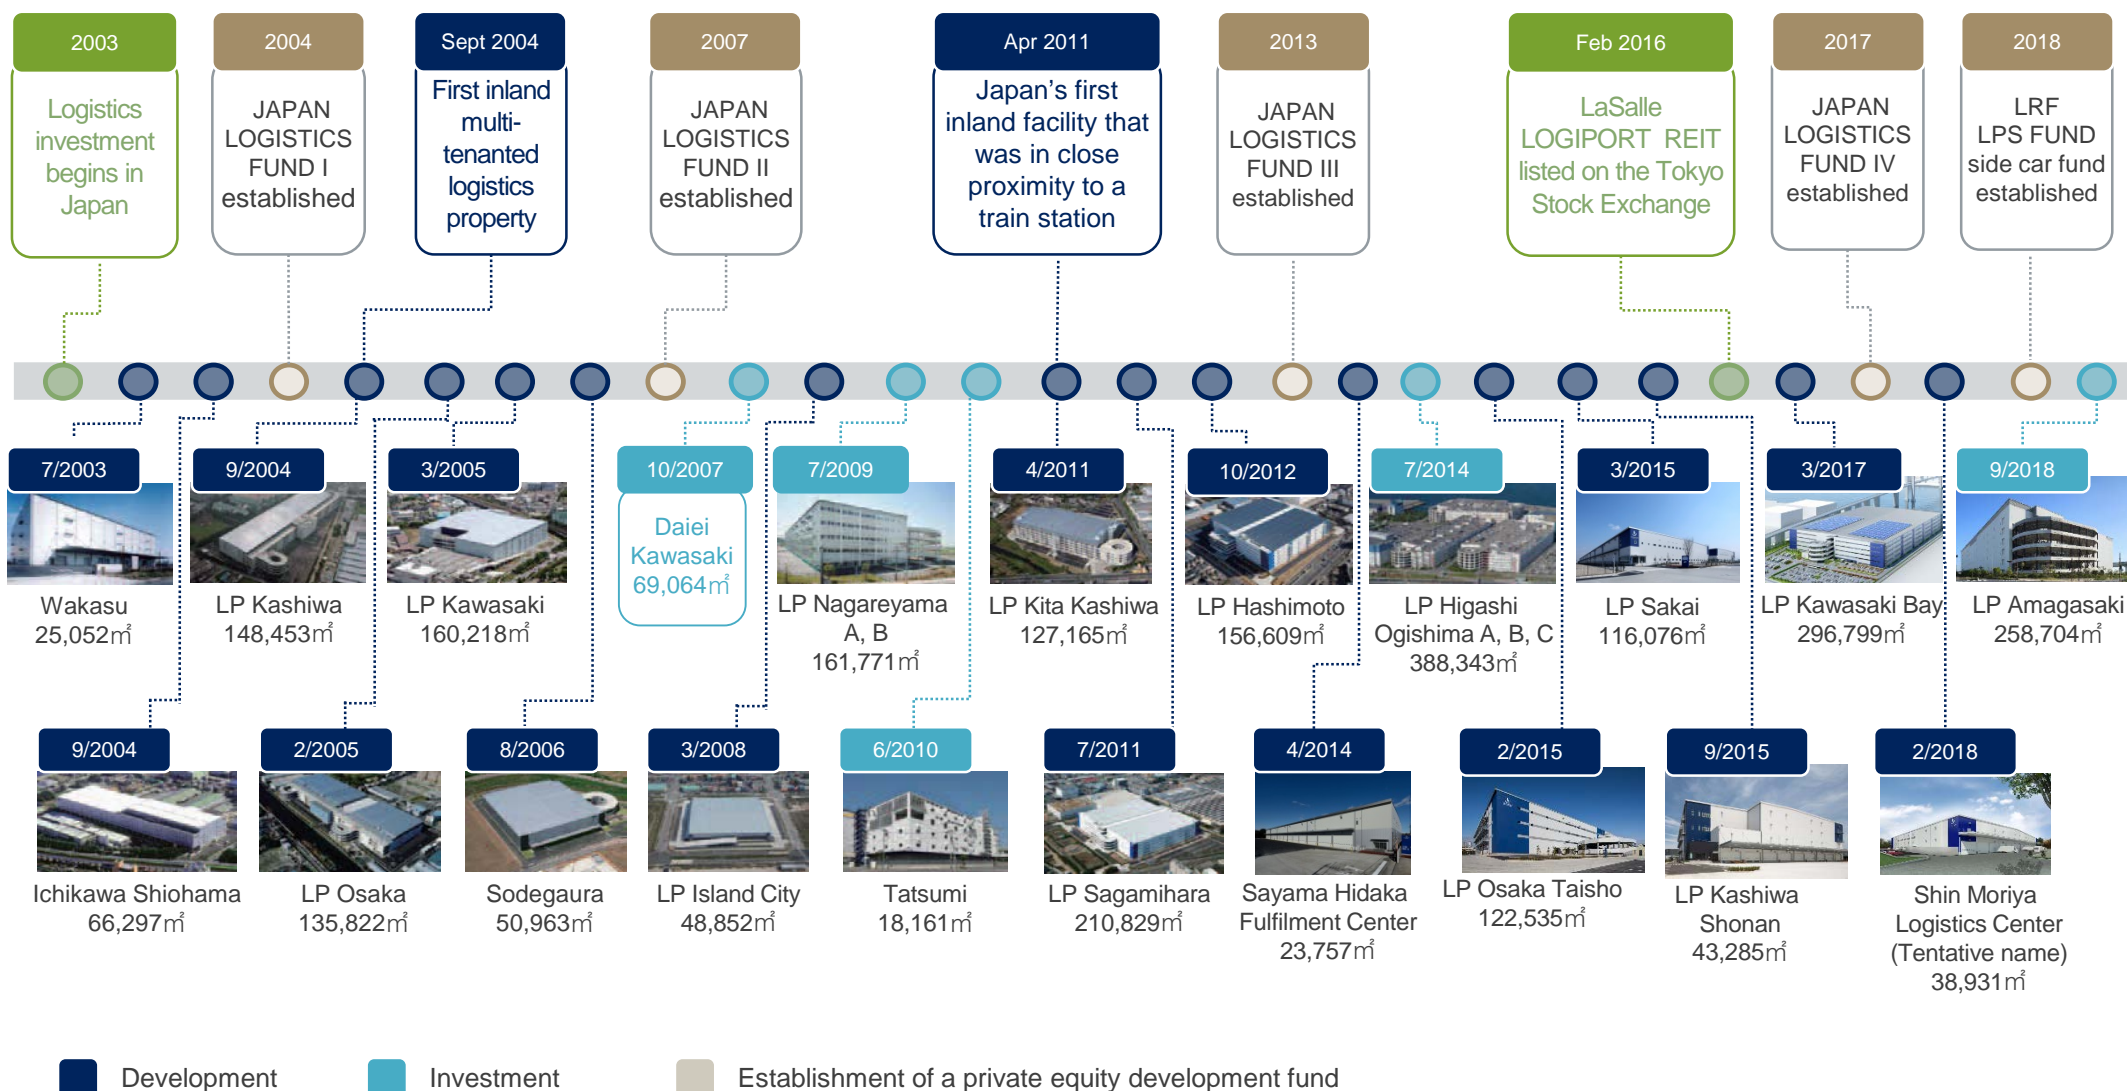 2003
Logistics
investment
begins in
Japan
2004
JAPAN
LOGISTICS
FUND I
established
Sept 2004
First inland
multi-
tenanted
logistics
property
2007
JAPAN
LOGISTICS
FUND II
established
Apr 2011
Japan's first
inland facility that
was in close
proximity to a
train station
2013
JAPAN
LOGISTICS
FUND III
established
Feb 2016
LaSalle
LOGIPORT REIT
listed on the Tokyo
Stock Exchange
2017
JAPAN
LOGISTICS
FUND IV
established
2018
LRF
LPS FUND
side car fund
established
7/2003
Wakasu
25,052㎡
9/2004
LP Kashiwa
148,453㎡
3/2005
LP Kawasaki
160,218㎡
10/2007
Daiei
Kawasaki
69,064㎡
7/2009
LP Nagareyama
A, B
161,771㎡
4/2011
LP Kita Kashiwa
127,165㎡
10/2012
LP Hashimoto
156,609㎡
7/2014
LP Higashi
Ogishima A, B, C
388,343㎡
3/2015
LP Sakai
116,076㎡
3/2017
LP Kawasaki Bay
296,799㎡
9/2018
LP Amagasaki
258,704㎡
9/2004
Ichikawa Shiohama
66,297㎡
2/2005
LP Osaka
135,822㎡
8/2006
Sodegaura
50,963㎡
3/2008
LP Island City
48,852㎡
6/2010
Tatsumi
18,161㎡
7/2011
LP Sagamihara
210,829㎡
4/2014
Sayama Hidaka
Fulfilment Center
23,757㎡
2/2015
LP Osaka Taisho
122,535㎡
9/2015
LP Kashiwa
Shonan
43,285㎡
2/2018
Shin Moriya
Logistics Center
(Tentative name)
38,931㎡
Development
Investment
Establishment of a private equity development fund